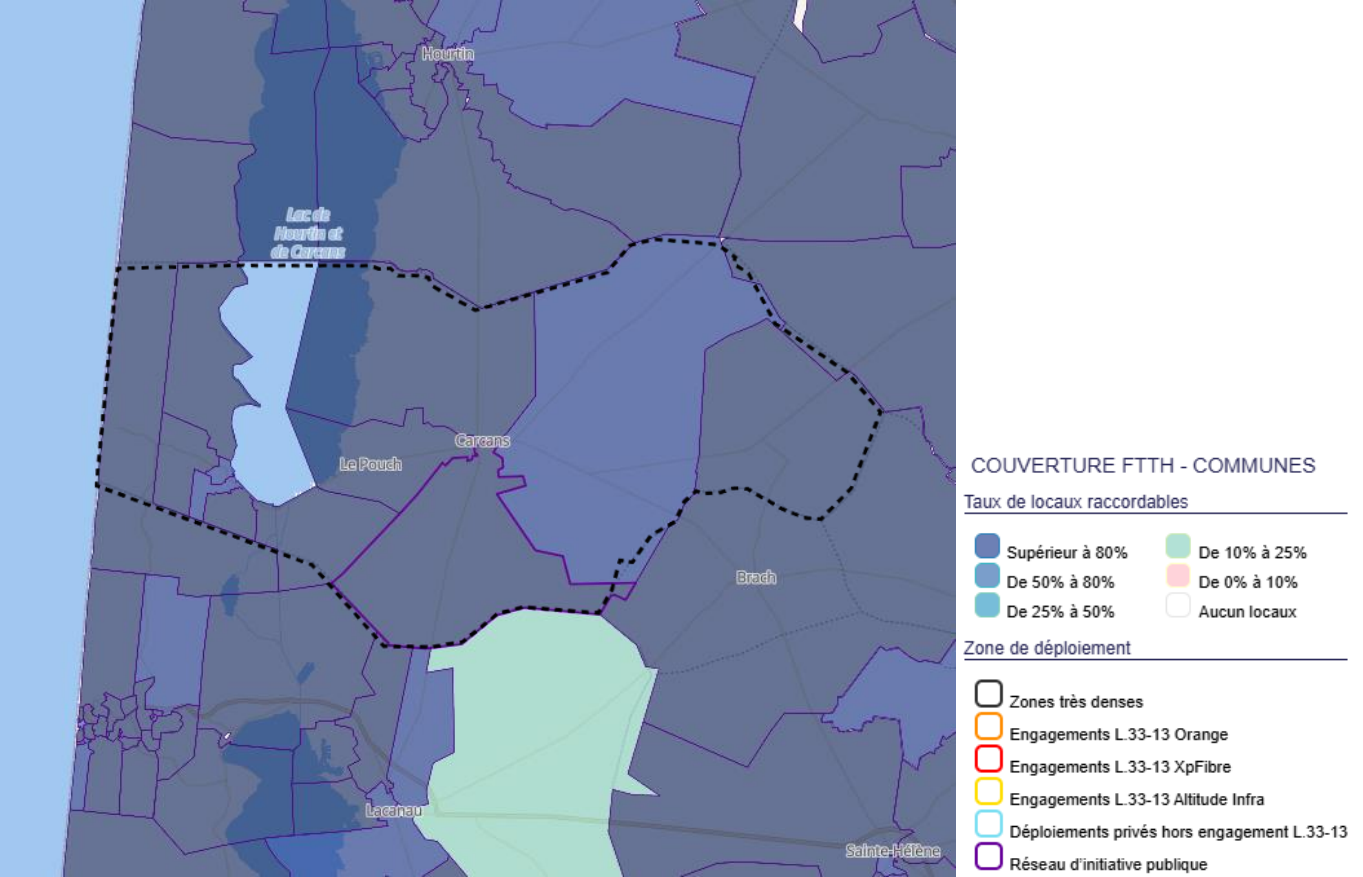 Hourtin
Lac de
Hourtin et
de Carcans
Carcans
Le Pouch
Brach
Lacanau
Sainte-Hélène
COUVERTURE FTTH - COMMUNES
Taux de locaux raccordables
Supérieur à 80%
De 10% à 25%
De 50% à 80%
De 0% à 10%
De 25% à 50%
Aucun locaux
Zone de déploiement
Zones très denses
Engagements L.33-13 Orange
Engagements L.33-13 XpFibre
Engagements L.33-13 Altitude Infra
Déploiements privés hors engagement L.33-13
Réseau d'initiative publique